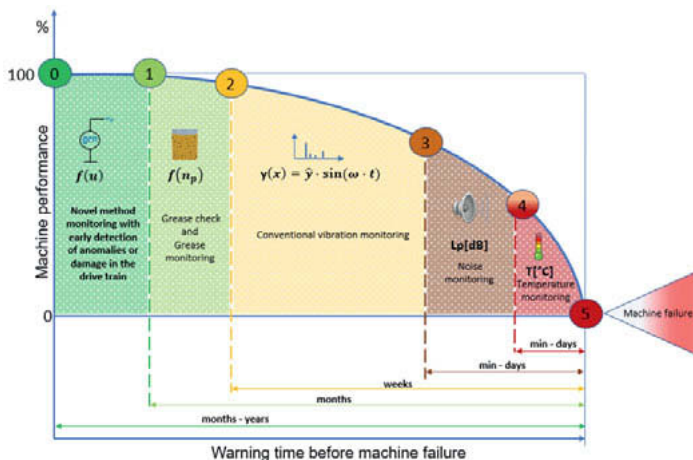 %
100
0
Machine performance
0
1
2
3
4
5
grn
f(u)
Novel method
monitoring with
early detection
of anomalies or
damage in the
drive train
f(nₚ)
Grease check
and
Grease
monitoring
y(x) = ŷ · sin(ω · t)
Conventional vibration monitoring
Lp[dB]
Noise
monitoring
T[°C]
Temperature
monitoring
Machine failure
min - days
min - days
weeks
months
months - years
Warning time before machine failure